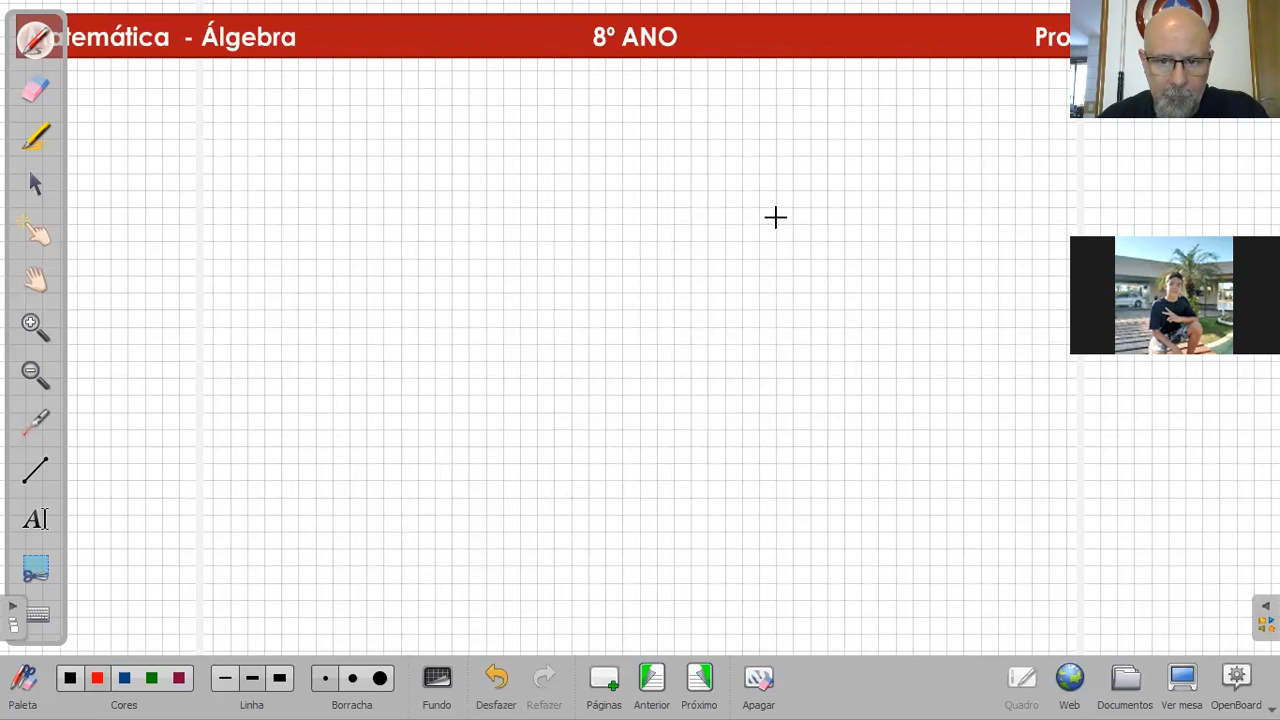 temática - Álgebra
8º ANO
Pro
Paleta
Cores
Linha
Borracha
Fundo
Desfazer
Refazer
Páginas
Anterior
Próximo
Apagar
Quadro
Web
Documentos
Ver mesa
OpenBoard